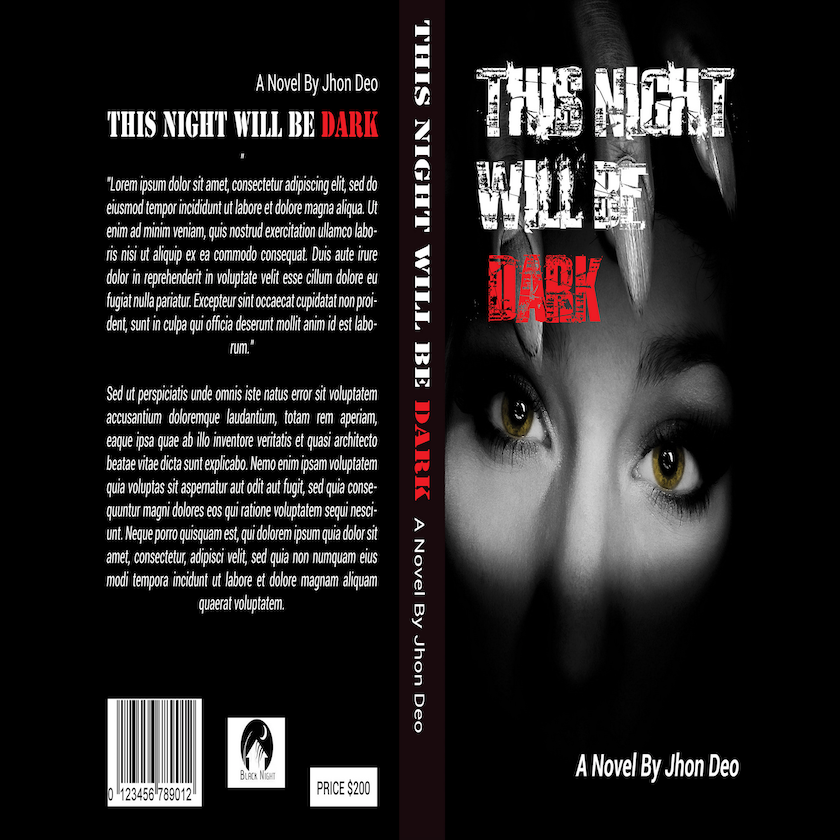 A Novel By Jhon Deo
THIS NIGHT WILL BE DARK
"
"Lorem ipsum dolor sit amet, consectetur adipiscing elit, sed do
eiusmod tempor incididunt ut labore et dolore magna aliqua. Ut
enim ad minim veniam, quis nostrud exercitation ullamco labo-
ris nisi ut aliquip ex ea commodo consequat. Duis aute irure
dolor in reprehenderit in voluptate velit esse cillum dolore eu
fugiat nulla pariatur. Excepteur sint occaecat cupidatat non proi-
dent, sunt in culpa qui officia deserunt mollit anim id est labo-
rum."
Sed ut perspiciatis unde omnis iste natus error sit voluptatem
accusantium doloremque laudantium, totam rem aperiam,
eaque ipsa quae ab illo inventore veritatis et quasi architecto
beatae vitae dicta sunt explicabo. Nemo enim ipsam voluptatem
quia voluptas sit aspernatur aut odit aut fugit, sed quia conse-
quuntur magni dolores eos qui ratione voluptatem sequi nesci-
unt. Neque porro quisquam est, qui dolorem ipsum quia dolor sit
amet, consectetur, adipisci velit, sed quia non numquam eius
modi tempora incidunt ut labore et dolore magnam aliquam
quaerat voluptatem.
0 123456 789012
Black Night
PRICE $200
THIS NIGHT WILL BE DARK A Novel By Jhon Deo
THIS NIGHT
WILL BE
DARK
A Novel By Jhon Deo